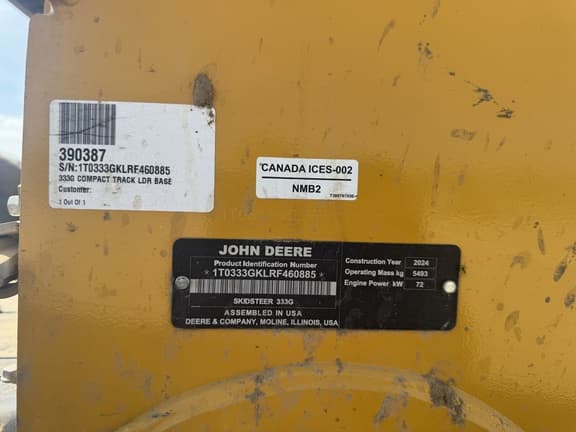 390387
S/N:1T0333GKLRF460885
333G COMPACT TRACK LDR BASE
Customer:
1 Out Of 1
CANADA ICES-002
NMB2
JOHN DEERE
Product Identification Number
*1T0333GKLRF460885*
SKIDSTEER 333G
ASSEMBLED IN USA
DEERE & COMPANY, MOLINE, ILLINOIS, USA
Construction Year 2024
Operating Mass kg 5493
Engine Power kW 72